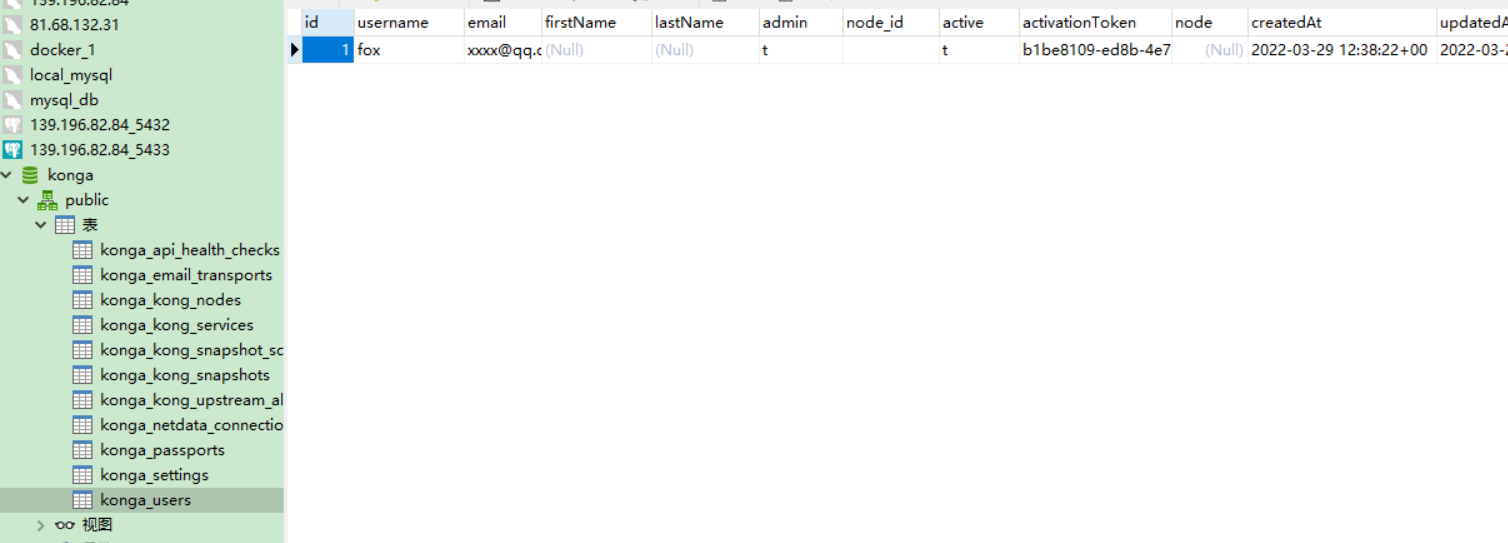 139.196.82.84
81.68.132.31
docker_1
local_mysql
mysql_db
139.196.82.84_5432
139.196.82.84_5433
konga
public
表
konga_api_health_checks
konga_email_transports
konga_kong_nodes
konga_kong_services
konga_kong_snapshot_sc
konga_kong_snapshots
konga_kong_upstream_al
konga_netdata_connectio
konga_passports
konga_settings
konga_users
视图
id username email firstName lastName admin node_id active activationToken node createdAt updatedA
1 fox xxxx@qq.c (Null) (Null) t t b1be8109-ed8b-4e7 (Null) 2022-03-29 12:38:22+00 2022-03-2